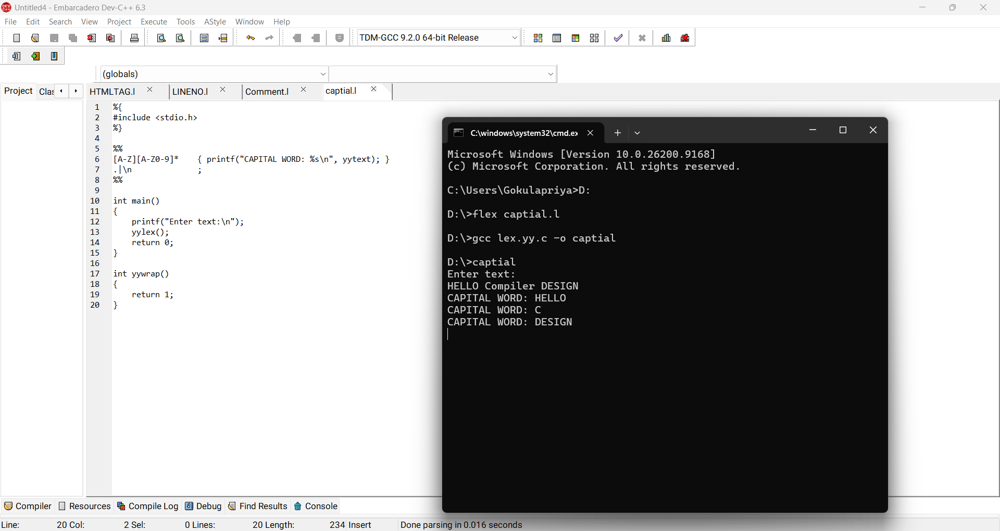 Untitled4 - Embarcadero Dev-C++ 6.3
File Edit Search View Project Execute Tools AStyle Window Help
TDM-GCC 9.2.0 64-bit Release
(globals)
Project Clas
HTMLTAG.l LINENO.l Comment.l captial.l
1 %{
2 #include <stdio.h>
3 %}
4
5 %%
6 [A-Z][A-Z0-9]* { printf("CAPITAL WORD: %s\n", yytext); }
7 .|\n ;
8 %%
9
10 int main()
11 {
12 printf("Enter text:\n");
13 yylex();
14 return 0;
15 }
16
17 int yywrap()
18 {
19 return 1;
20 }
C:\windows\system32\cmd.ex
Microsoft Windows [Version 10.0.26200.9168]
(c) Microsoft Corporation. All rights reserved.
C:\Users\Gokulapriya>D:
D:\>flex captial.l
D:\>gcc lex.yy.c -o captial
D:\>captial
Enter text:
HELLO Compiler DESIGN
CAPITAL WORD: HELLO
CAPITAL WORD: C
CAPITAL WORD: DESIGN
Compiler Resources Compile Log Debug Find Results Console
Line: 20 Col: 2 Sel: 0 Lines: 20 Length: 234 Insert Done parsing in 0.016 seconds